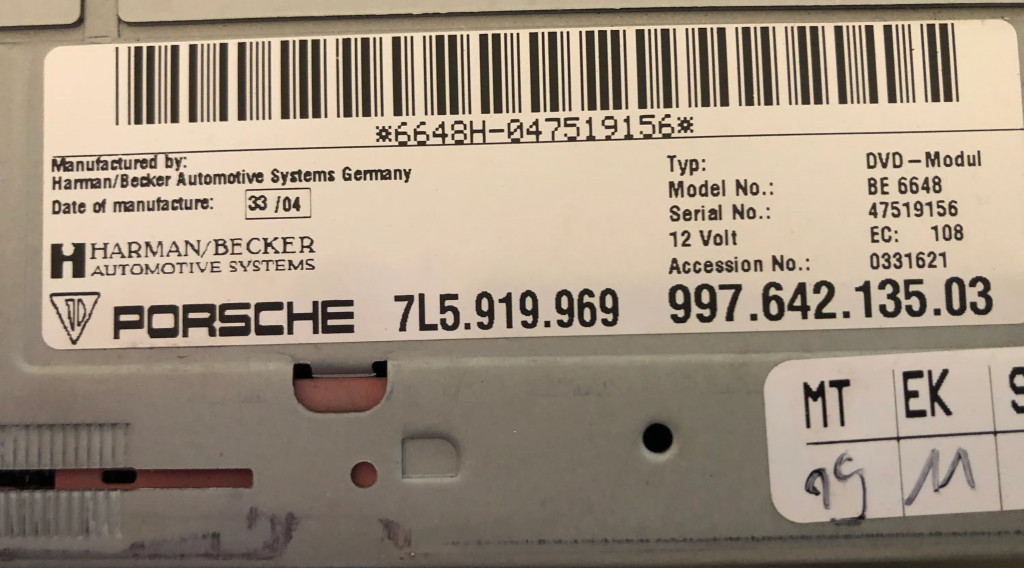 *6648H-047519156*
Manufactured by:
Harman/Becker Automotive Systems Germany
Date of manufacture: 33/04
HARMAN/BECKER
AUTOMOTIVE SYSTEMS
Typ: DVD-Modul
Model No.: BE 6648
Serial No.: 47519156
12 Volt EC: 108
Accession No.: 0331621
PORSCHE 7L5.919.969 997.642.135.03
MT EK
11